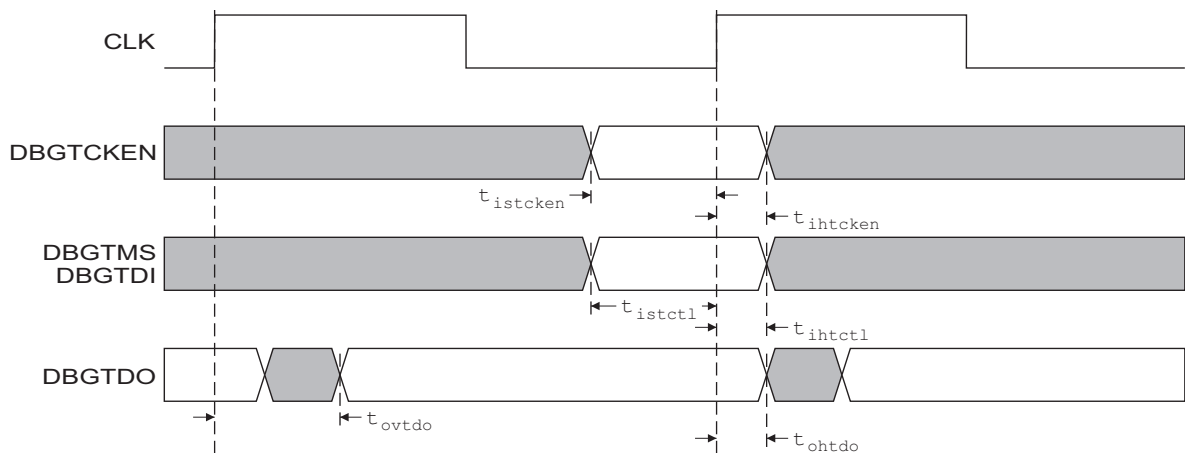 CLK
DBGTCKEN
t istcken
t ihtcken
DBGTMS
DBGTDI
t istctl
t ihtctl
DBGTDO
t ovtdo
t ohtdo